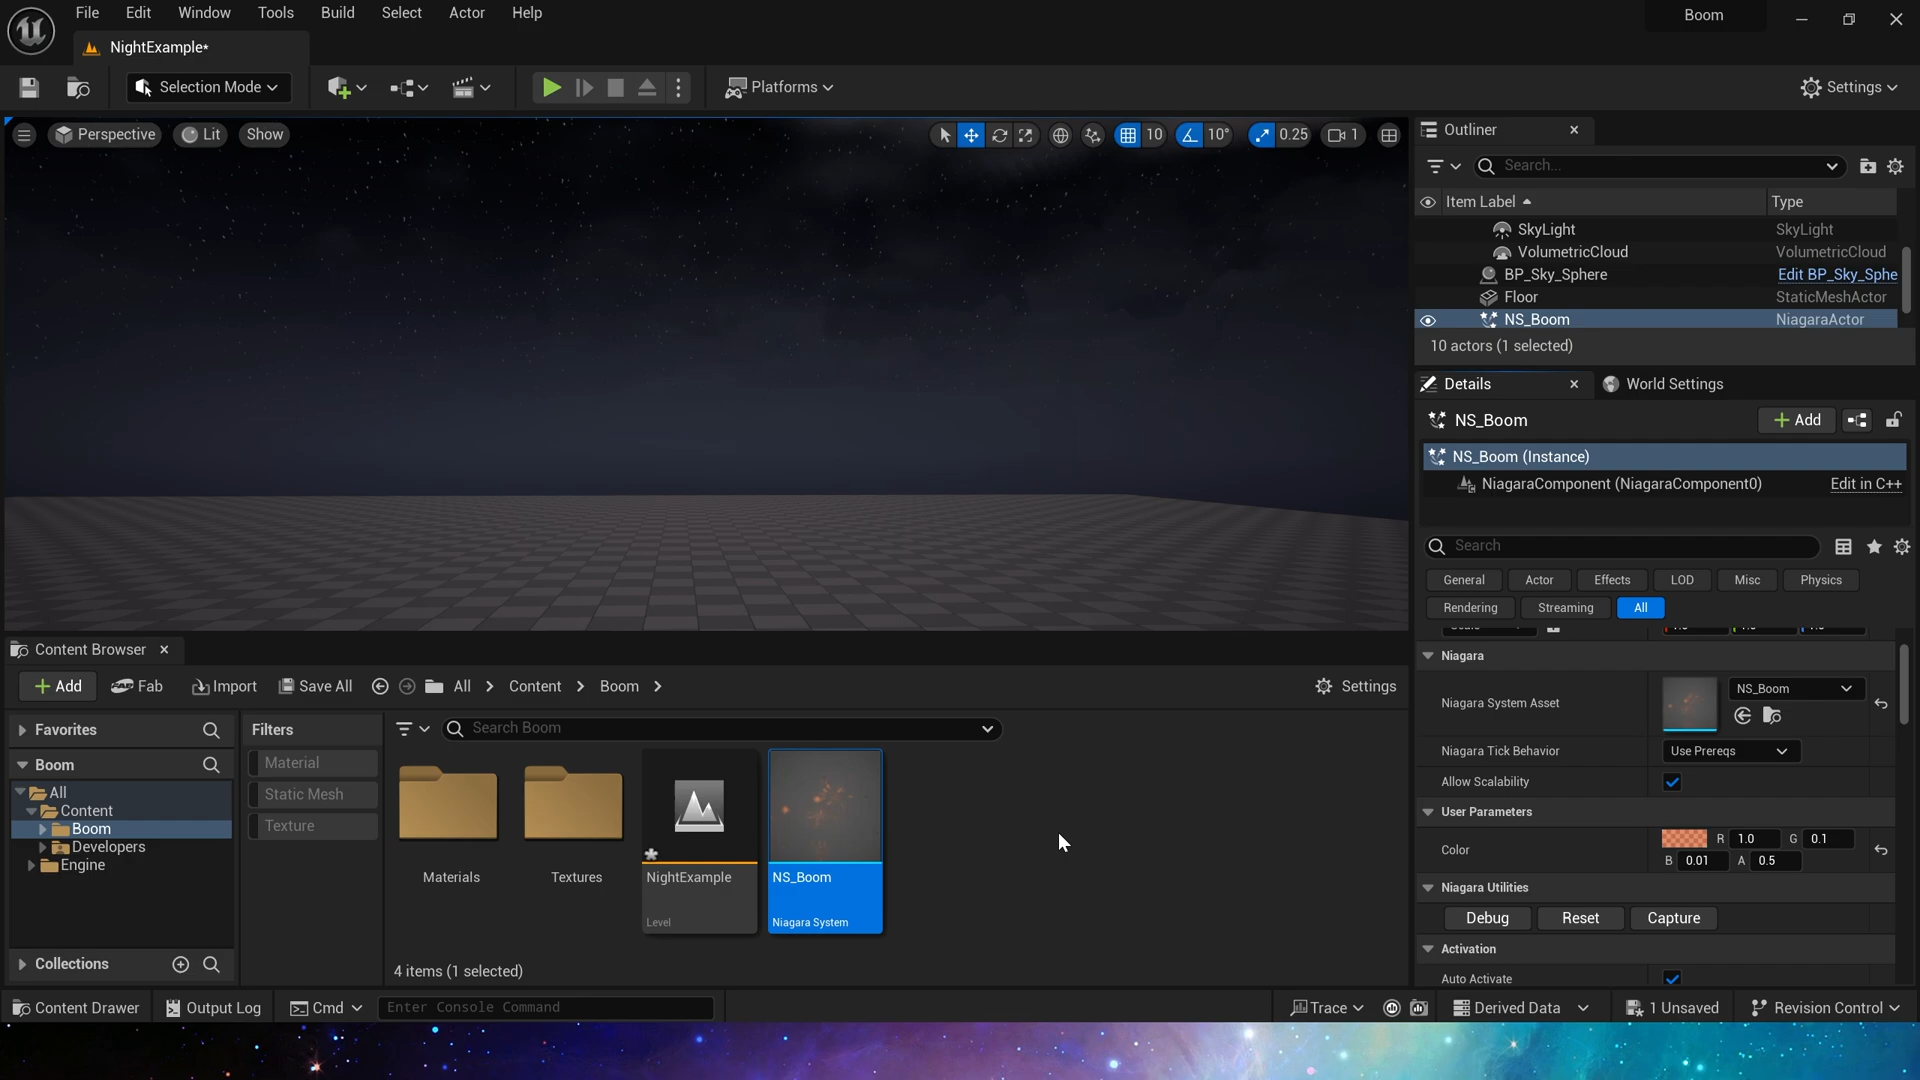 File Edit Window Tools Build Select Actor Help
Boom
NightExample*
Selection Mode
Platforms
Settings
Perspective Lit Show
10 10° 0.25 1
Outliner
Search...
Item Label Type
SkyLight SkyLight
VolumetricCloud VolumetricCloud
BP_Sky_Sphere Edit BP_Sky_Sphe
Floor StaticMeshActor
NS_Boom NiagaraActor
10 actors (1 selected)
Details World Settings
NS_Boom Add
NS_Boom (Instance)
NiagaraComponent (NiagaraComponent0) Edit in C++
Search
General Actor Effects LOD Misc Physics
Rendering Streaming All
Niagara
Niagara System Asset NS_Boom
Niagara Tick Behavior Use Prereqs
Allow Scalability
User Parameters
Color R 1.0 G 0.1
B 0.01 A 0.5
Niagara Utilities
Debug Reset Capture
Activation
Auto Activate
Content Browser
Add Fab Import Save All All Content Boom Settings
Favorites
Boom
All
Content
Boom
Developers
Engine
Collections
Filters
Material
Static Mesh
Texture
Search Boom
Materials Textures
NightExample
Level
NS_Boom
Niagara System
4 items (1 selected)
Content Drawer Output Log Cmd Enter Console Command Trace Derived Data 1 Unsaved Revision Control